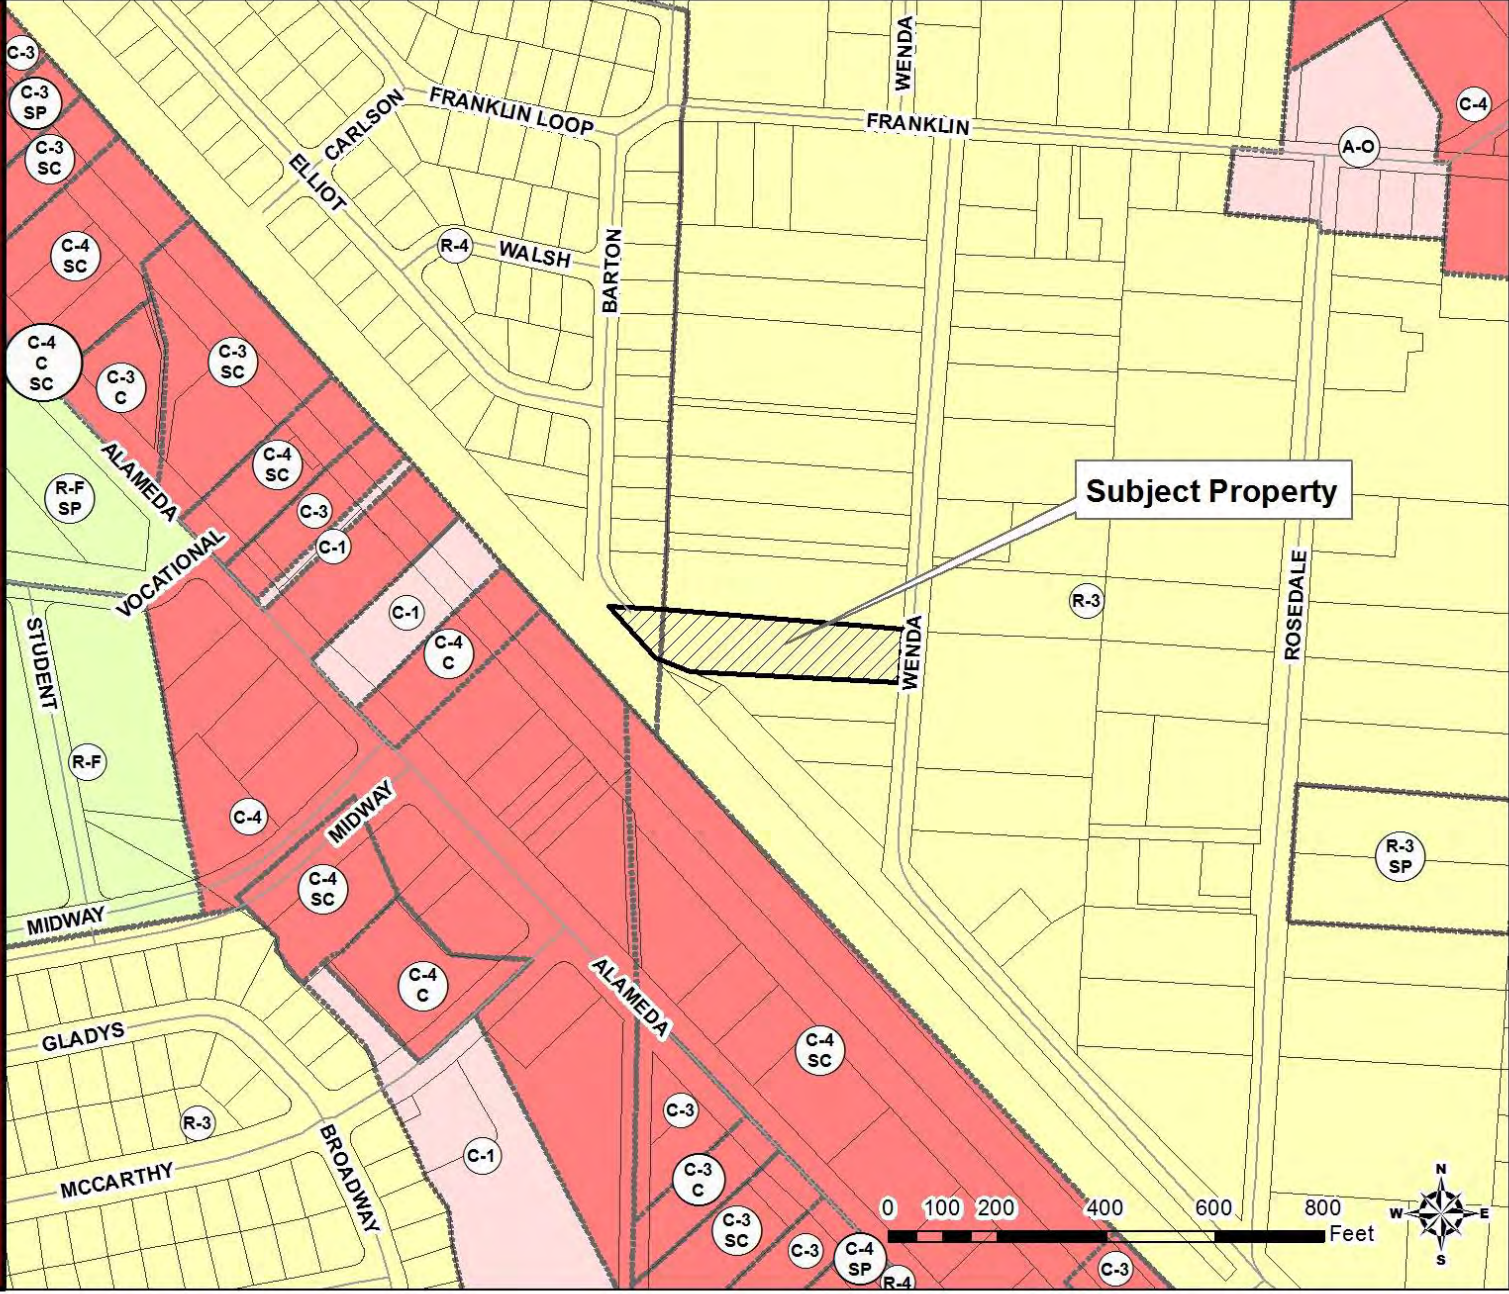 WENDA
C-3
C-3
SP
C-3
SC
C-4
A-O
FRANKLIN LOOP
CARLSON
ELLIOT
FRANKLIN
R-4
WALSH
BARTON
C-4
SC
C-4
C
SC
C-3
C
C-3
SC
C-4
SC
C-3
C-1
R-F
SP
ALAMEDA
VOCATIONAL
Subject Property
C-1
C-4
C
R-3
WENDA
ROSEDALE
STUDENT
R-F
C-4
MIDWAY
C-4
SC
R-3
SP
MIDWAY
C-4
C
ALAMEDA
GLADYS
C-4
SC
R-3
C-3
MCCARTHY
BROADWAY
C-1
C-3
C
C-3
SC
C-3
C-4
SP
R-4
C-3
0 100 200 400 600 800
Feet
N
W E
S